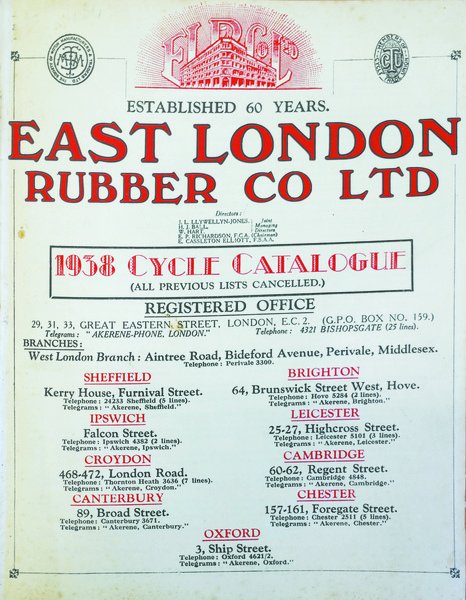 ELRCO LTD
ESTABLISHED 60 YEARS.
EAST LONDON
RUBBER CO LTD
Directors:
J. L. LLYWELLYN-JONES, Joint
H. J. BALL, Managing
W. HART, Directors
R. P. RICHARDSON, F.C.A. (Chairman)
E. CASSLETON ELLIOTT, F.S.A.A.
1938 CYCLE CATALOGUE
(ALL PREVIOUS LISTS CANCELLED.)
REGISTERED OFFICE
29, 31, 33, GREAT EASTERN STREET, LONDON, E.C. 2. (G.P.O. BOX NO. 159.)
Telegrams: "AKERENE-PHONE, LONDON." Telephone: 4321 BISHOPSGATE (25 lines).
BRANCHES:
West London Branch: Aintree Road, Bideford Avenue, Perivale, Middlesex.
Telephone: Perivale 3300.
SHEFFIELD
Kerry House, Furnival Street.
Telephone: 24233 Sheffield (5 lines).
Telegrams: "Akerene, Sheffield."
IPSWICH
Falcon Street.
Telephone: Ipswich 4382 (2 lines).
Telegrams: "Akerene, Ipswich."
CROYDON
468-472, London Road.
Telephone: Thornton Heath 3636 (7 lines).
Telegrams: "Akerene, Croydon."
CANTERBURY
89, Broad Street.
Telephone: Canterbury 3671.
Telegrams: "Akerene, Canterbury."
BRIGHTON
64, Brunswick Street West, Hove.
Telephone: Hove 5284 (2 lines).
Telegrams: "Akerene, Brighton."
LEICESTER
25-27, Highcross Street.
Telephone: Leicester 5101 (3 lines).
Telegrams: "Akerene, Leicester."
CAMBRIDGE
60-62, Regent Street.
Telephone: Cambridge 4848.
Telegrams: "Akerene, Cambridge."
CHESTER
157-161, Foregate Street.
Telephone: Chester 2511 (5 lines).
Telegrams: "Akerene, Chester."
OXFORD
3, Ship Street.
Telephone: Oxford 4621/2.
Telegrams: "Akerene, Oxford."